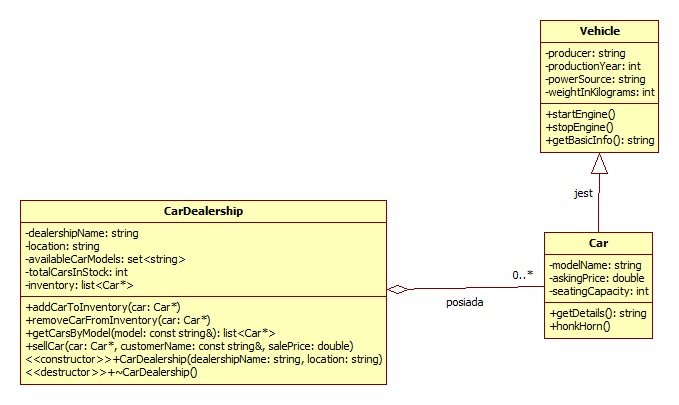 Vehicle
-producer: string
-productionYear: int
-powerSource: string
-weightInKilograms: int
+startEngine()
+stopEngine()
+getBasicInfo(): string
jest
CarDealership
-dealershipName: string
-location: string
-availableCarModels: set<string>
-totalCarsInStock: int
-inventory: list<Car*>
+addCarToInventory(car: Car*)
+removeCarFromInventory(car: Car*)
+getCarsByModel(model: const string&): list<Car*>
+sellCar(car: Car*, customerName: const string&, salePrice: double)
<<constructor>>+CarDealership(dealershipName: string, location: string)
<<destructor>>+~CarDealership()
0..*
posiada
Car
-modelName: string
-askingPrice: double
-seatingCapacity: int
+getDetails(): string
+honkHorn()